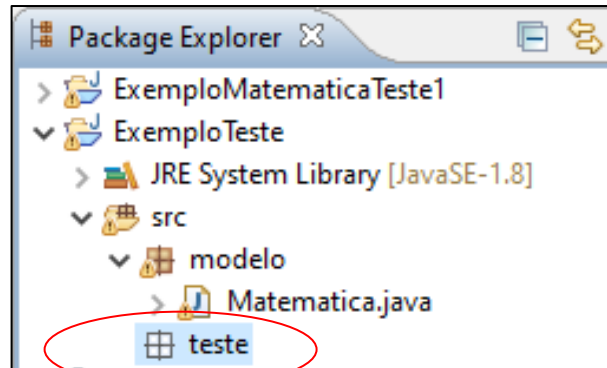 Package Explorer
ExemploMatematicaTeste1
ExemploTeste
JRE System Library [JavaSE-1.8]
src
modelo
Matematica.java
teste